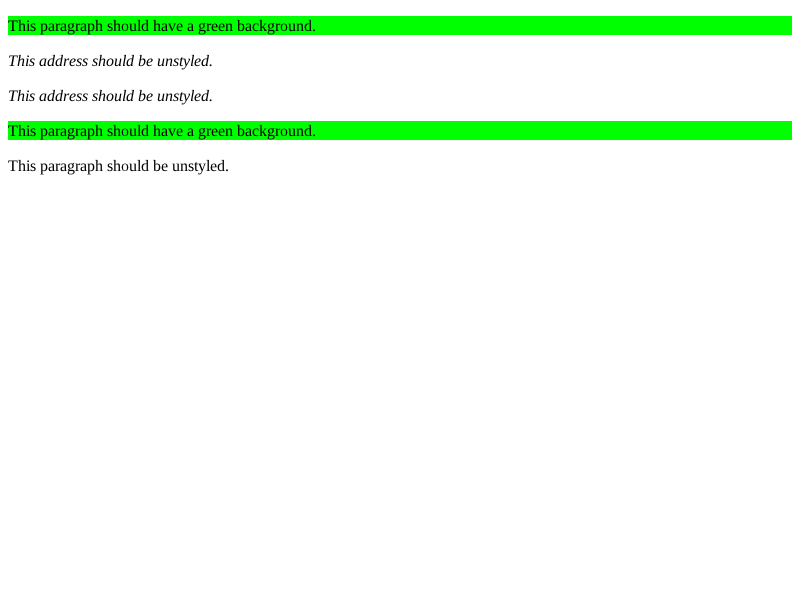 This paragraph should have a green background.
This address should be unstyled.
This address should be unstyled.
This paragraph should have a green background.
This paragraph should be unstyled.